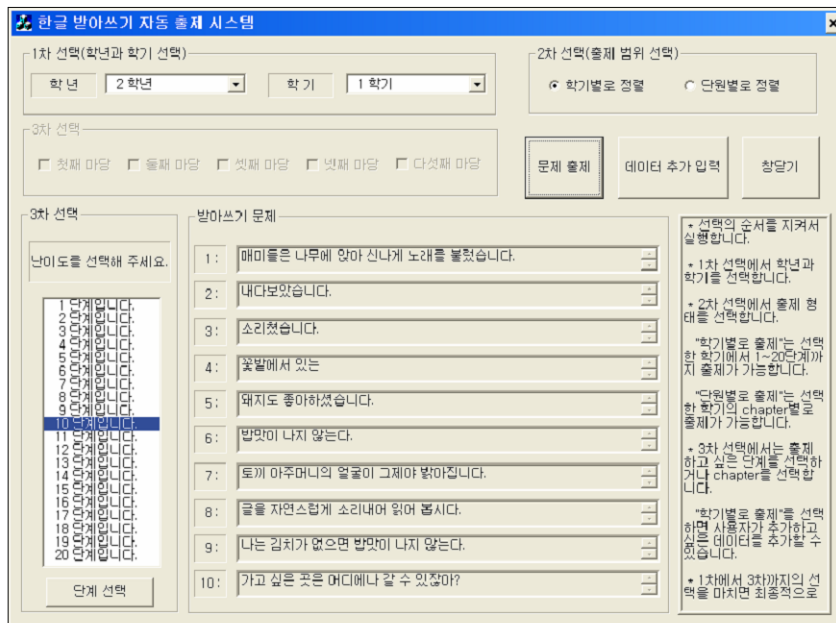 한글 받아쓰기 자동 출제 시스템
1차 선택(학년과 학기 선택)
학 년
2 학년
학 기
1 학기
2차 선택(출제 범위 선택)
학기별로 정렬
단원별로 정렬
3차 선택
첫째 마당
둘째 마당
셋째 마당
넷째 마당
다섯째 마당
문제 출제
데이터 추가 입력
창닫기
3차 선택
난이도를 선택해 주세요.
1 단계입니다.
2 단계입니다.
3 단계입니다.
4 단계입니다.
5 단계입니다.
6 단계입니다.
7 단계입니다.
8 단계입니다.
9 단계입니다.
10 단계입니다.
11 단계입니다.
12 단계입니다.
13 단계입니다.
14 단계입니다.
15 단계입니다.
16 단계입니다.
17 단계입니다.
18 단계입니다.
19 단계입니다.
20 단계입니다.
단계 선택
받아쓰기 문제
1 : 매미들은 나무에 앉아 신나게 노래를 불렀습니다.
2 : 내다보았습니다.
3 : 소리쳤습니다.
4 : 꽃밭에서 있는
5 : 돼지도 좋아하셨습니다.
6 : 밥맛이 나지 않는다.
7 : 토끼 아주머니의 얼굴이 그제야 밝아집니다.
8 : 글을 자연스럽게 소리내어 읽어 봅시다.
9 : 나는 김치가 없으면 밥맛이 나지 않는다.
10 : 가고 싶은 곳은 어디에나 갈 수 있잖아?
* 선택의 순서를 지켜서
실행합니다.
* 1차 선택에서 학년과
학기를 선택합니다.
* 2차 선택에서 출제 형
태를 선택합니다.
"학기별로 출제"는 선택
한 학기에서 1~20단계까
지 출제가 가능합니다.
"단원별로 출제"는 선택
한 학기의 chapter별로
출제가 가능합니다.
* 3차 선택에서는 출제
하고 싶은 단계를 선택하
거나 chapter를 선택합
니다.
"학기별로 출제"를 선택
하면 사용자가 추가하고
싶은 데이터를 추가할 수
있습니다.
* 1차에서 3차까지의 선
택을 마치면 최종적으로